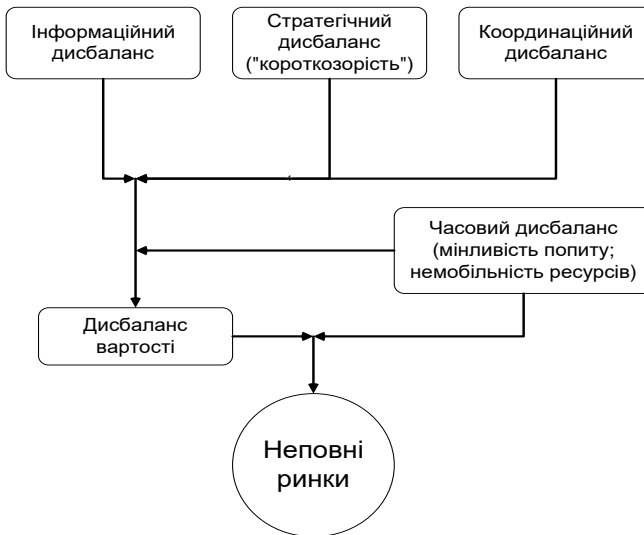 Інформаційний
дисбаланс
Стратегічний
дисбаланс
("короткозорість")
Координаційний
дисбаланс
Часовий дисбаланс
(мінливість попиту;
немобільність ресурсів)
Дисбаланс
вартості
Неповні
ринки